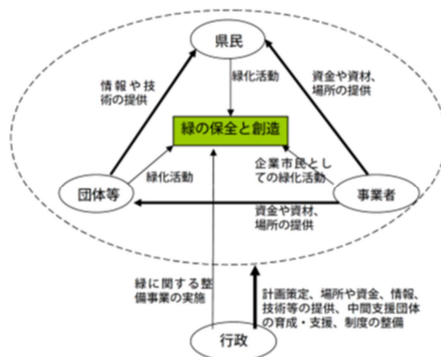 県民
情報や技
術の提供
緑化活動
資金や資材、
場所の提供
緑の保全と創造
緑化活動
企業市民とし
ての緑化活動
団体等
事業者
資金や資材、
場所の提供
緑に関する整
備事業の実施
計画策定、場所や資金、情報、
技術等の提供、中間支援団体
の育成・支援、制度の整備
行政